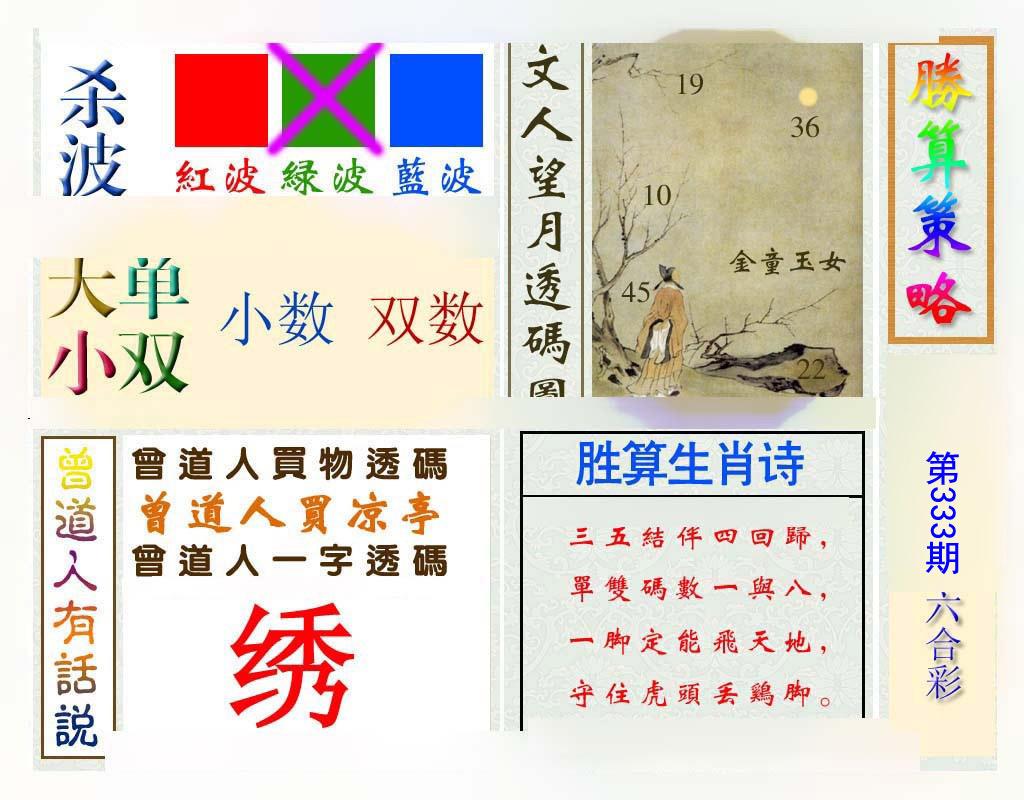 杀波
紅波
緑波
藍波
大单
小双
小数
双数
文人望月透碼圖
19
36
10
金童玉女
45
22
勝算策略
曾道人有話説
曾道人買物透碼
曾道人買凉亭
曾道人一字透碼
绣
胜算生肖诗
三五結伴四回歸，
單雙碼數一與八，
一脚定能飛天地，
守住虎頭丢鷄脚。
第333期
六合彩